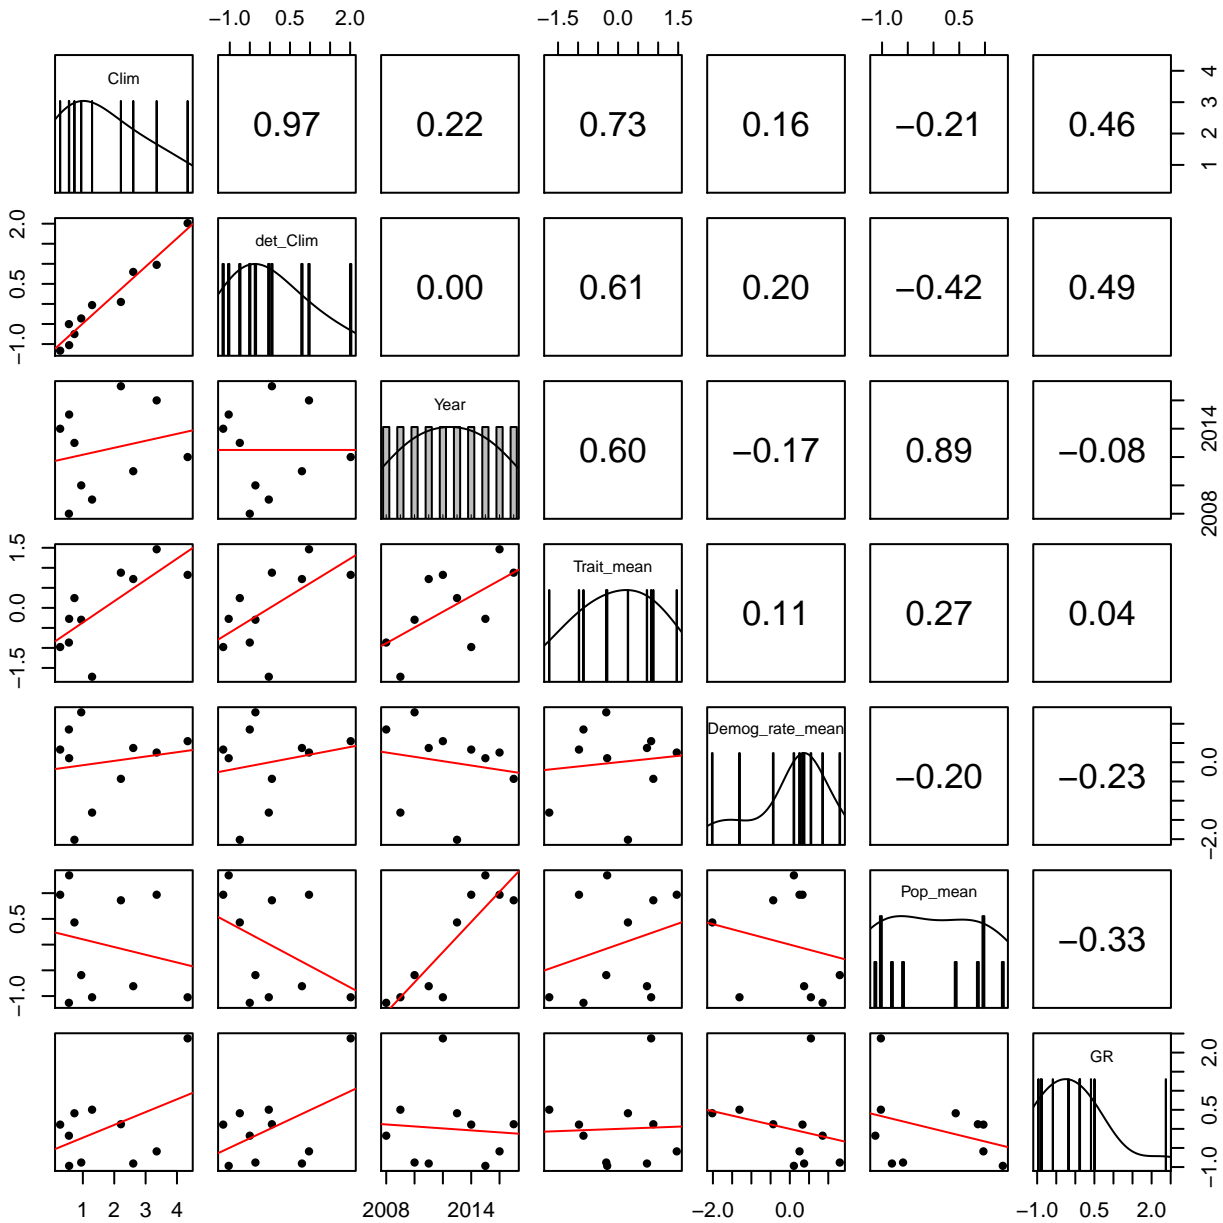 −1.0 0.5 2.0 −1.5 0.0 1.5 −1.0 0.5
Clim 0.97 0.22 0.73 0.16 −0.21 0.46 1 2 3 4
−1.0 0.5 2.0 det_Clim 0.00 0.61 0.20 −0.42 0.49
Year 0.60 −0.17 0.89 −0.08 2008 2014
−1.5 0.0 1.5 Trait_mean 0.11 0.27 0.04
Demog_rate_mean −0.20 −0.23 −2.0 0.0
−1.0 0.5 Pop_mean −0.33
GR −1.0 0.5 2.0
1 2 3 4 2008 2014 −2.0 0.0 −1.0 0.5 2.0